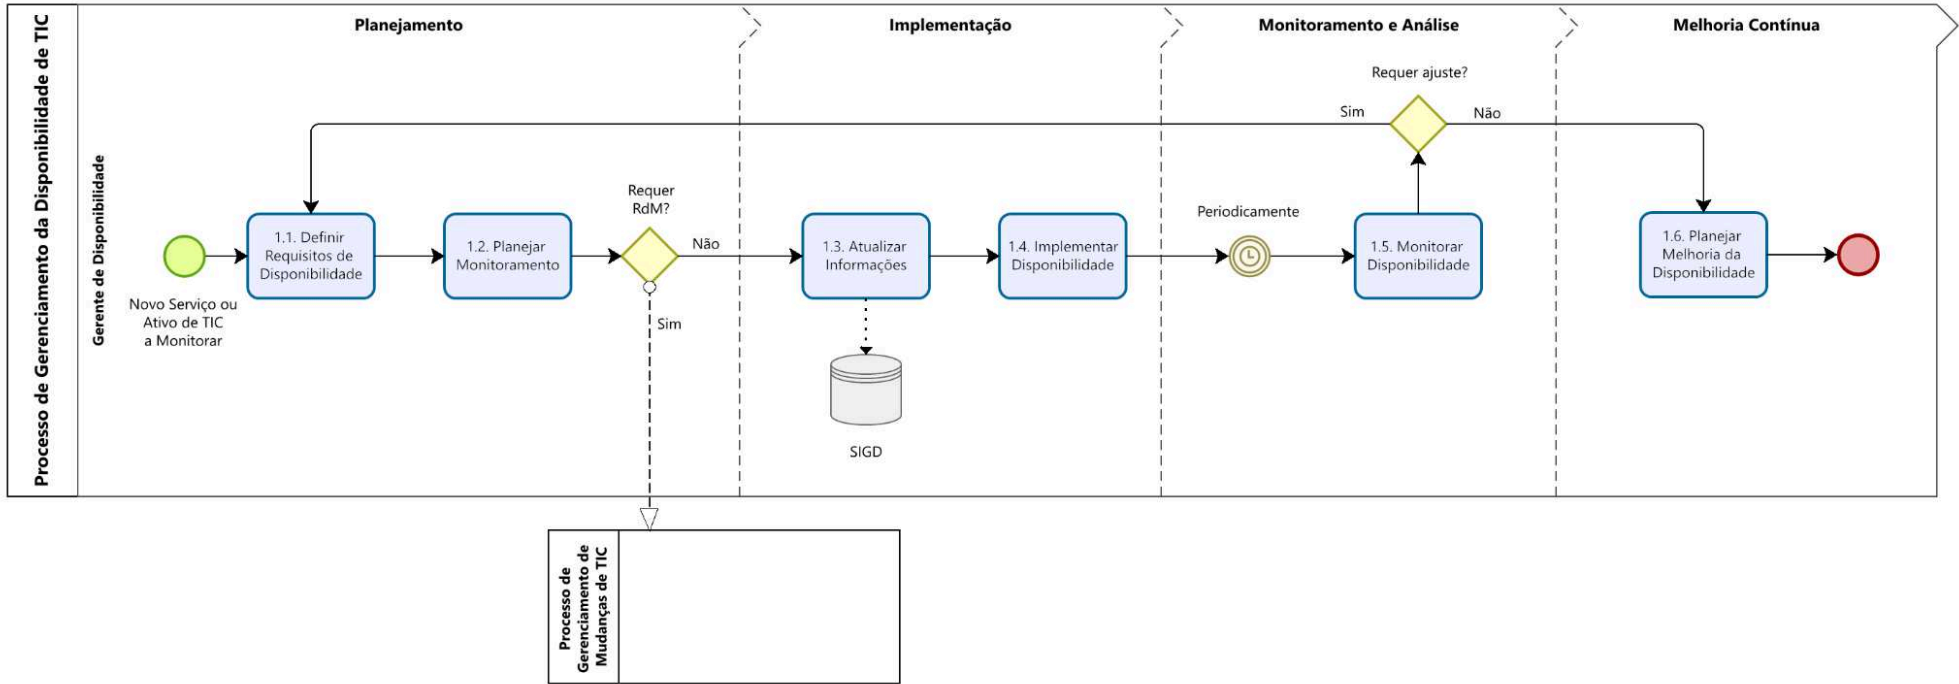 Processo de Gerenciamento da Disponibilidade de TIC
Gerente de Disponibilidade
Planejamento
Implementação
Monitoramento e Análise
Melhoria Contínua
Requer ajuste?
Sim
Não
Novo Serviço ou
Ativo de TIC
a Monitorar
1.1. Definir
Requisitos de
Disponibilidade
1.2. Planejar
Monitoramento
Requer
RdM?
Não
Sim
1.3. Atualizar
Informações
SIGD
1.4. Implementar
Disponibilidade
Periodicamente
1.5. Monitorar
Disponibilidade
1.6. Planejar
Melhoria da
Disponibilidade
Processo de
Gerenciamento de
Mudanças de TIC